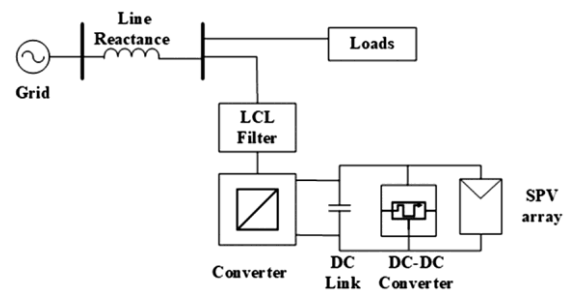 Line
Reactance
Loads
Grid
LCL
Filter
SPV
array
Converter
DC
Link
DC-DC
Converter